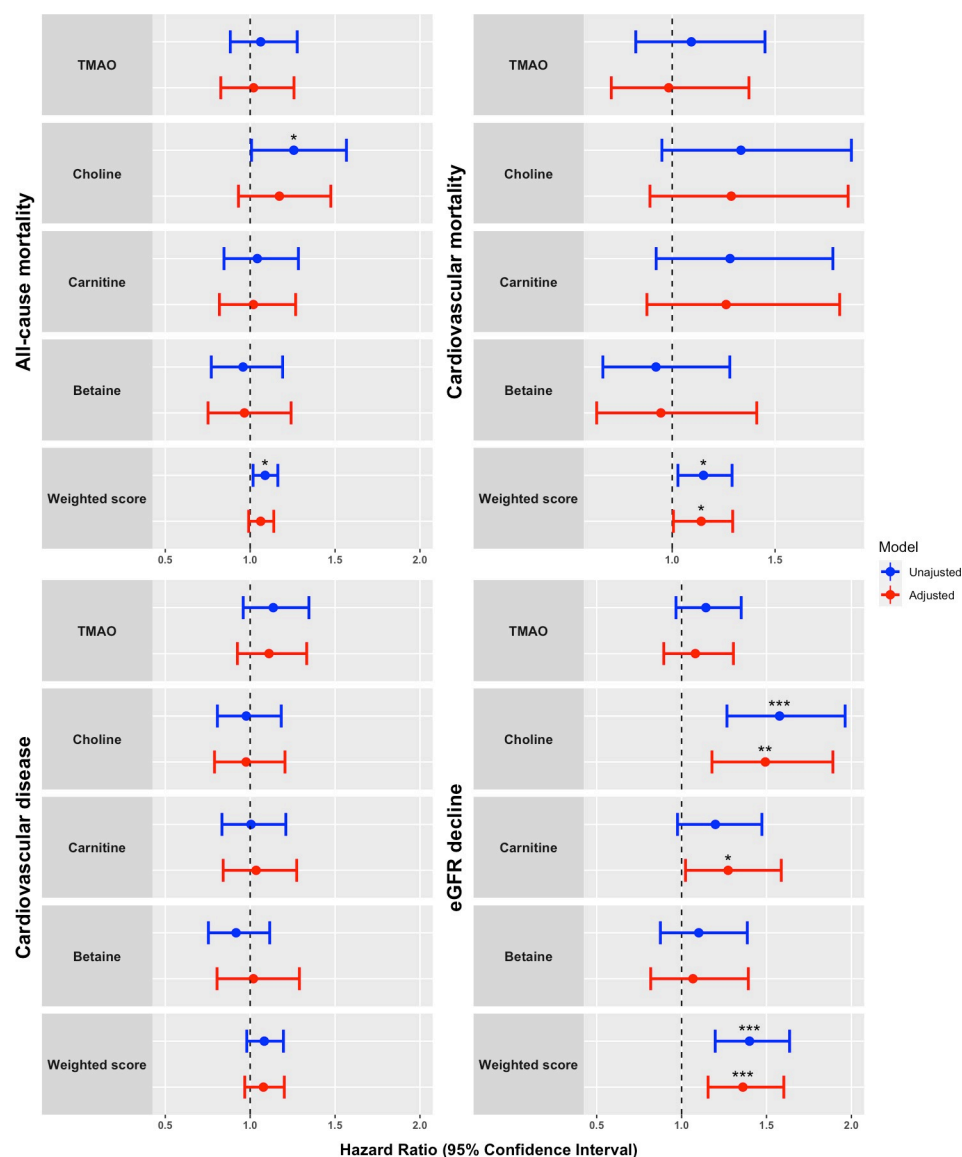 All-cause mortality
TMAO
Choline
*
Carnitine
Betaine
Weighted score
*
0.5 1.0 1.5 2.0
Cardiovascular mortality
TMAO
Choline
Carnitine
Betaine
Weighted score
*
*
1.0 1.5
Cardiovascular disease
TMAO
Choline
Carnitine
Betaine
Weighted score
0.5 1.0 1.5 2.0
eGFR decline
TMAO
Choline
***
**
Carnitine
*
Betaine
Weighted score
***
***
0.5 1.0 1.5 2.0
Hazard Ratio (95% Confidence Interval)
Model
Unajusted
Adjusted